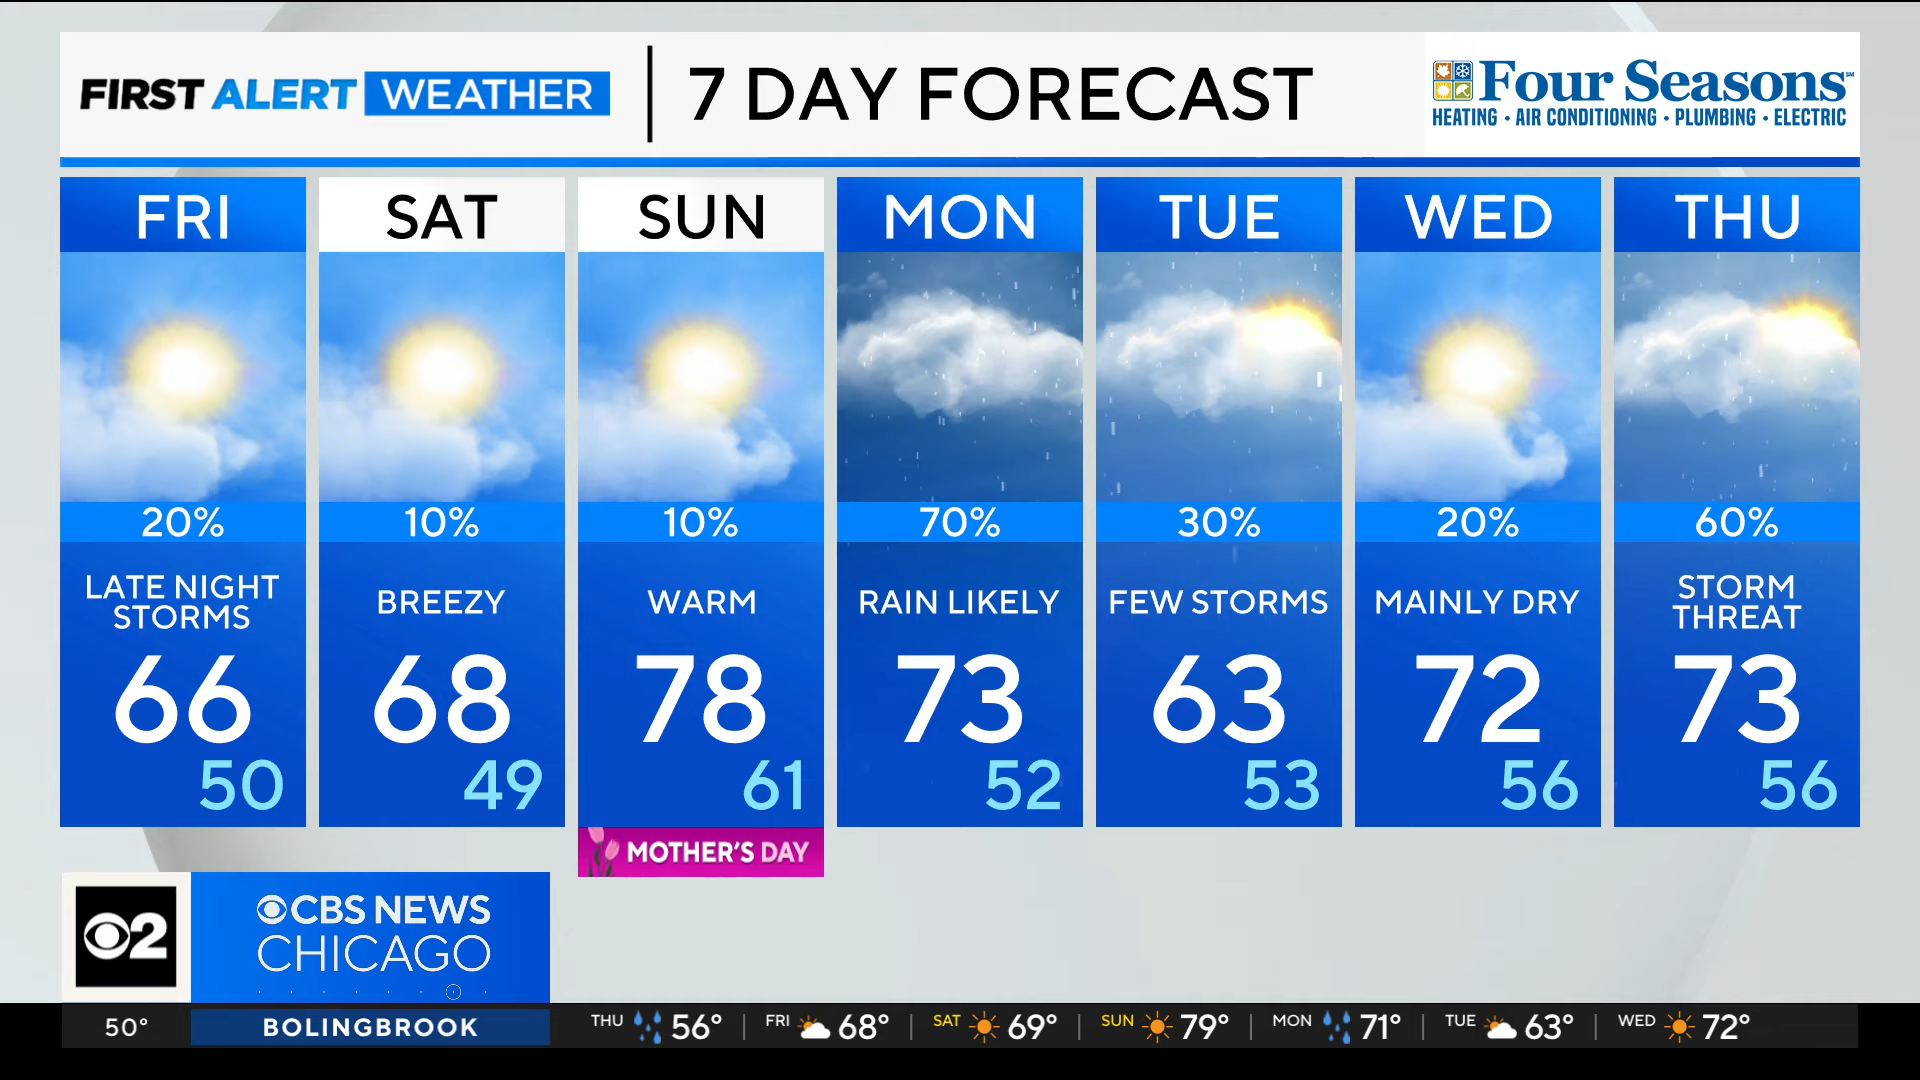 FIRST ALERT WEATHER
7 DAY FORECAST
Four Seasons℠
HEATING · AIR CONDITIONING · PLUMBING · ELECTRIC
FRI
20%
LATE NIGHT
STORMS
66
50
SAT
10%
BREEZY
68
49
SUN
10%
WARM
78
61
MOTHER'S DAY
MON
70%
RAIN LIKELY
73
52
TUE
30%
FEW STORMS
63
53
WED
20%
MAINLY DRY
72
56
THU
60%
STORM
THREAT
73
56
2
CBS NEWS
CHICAGO
50°
BOLINGBROOK
THU 56° | FRI 68° | SAT 69° | SUN 79° | MON 71° | TUE 63° | WED 72°